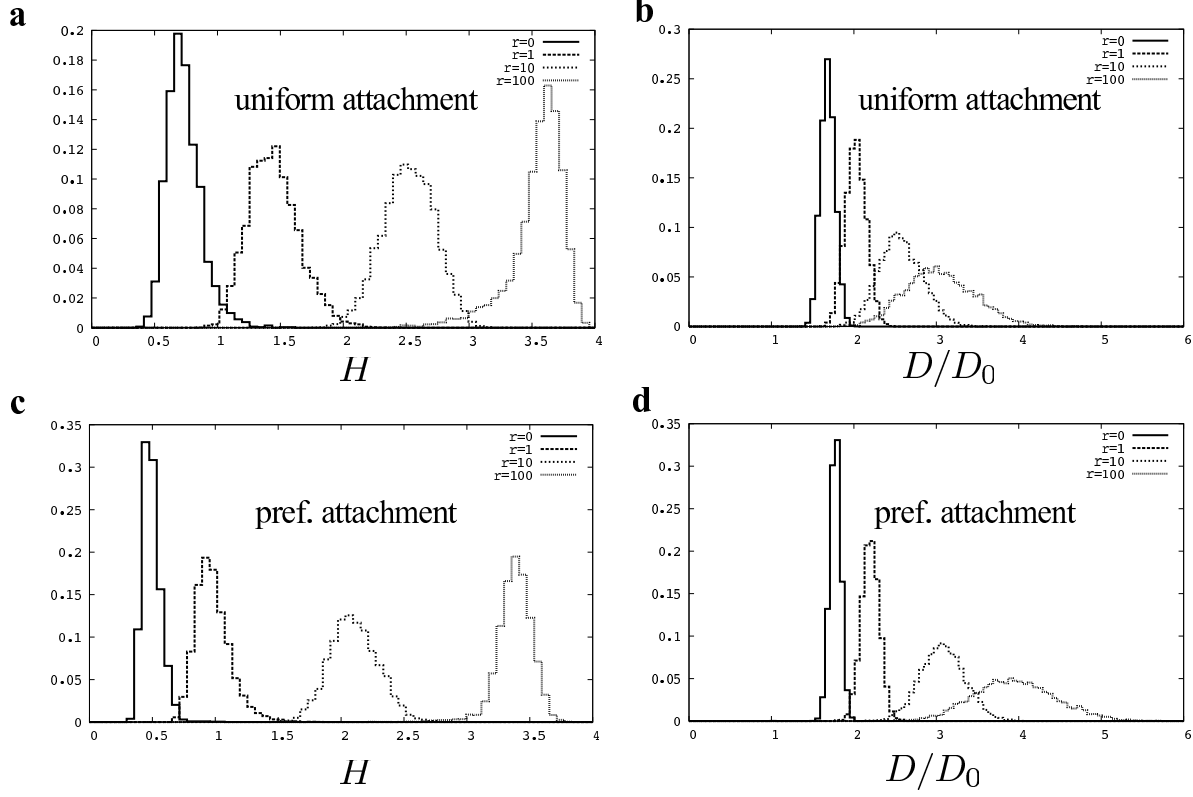 a
0.2
0.18
0.16
0.14
0.12
0.1
0.08
0.06
0.04
0.02
0
0 0.5 1 1.5 2 2.5 3 3.5 4
r=0
r=1
r=10
r=100
uniform attachment
H
b
0.3
0.25
0.2
0.15
0.1
0.05
0
0 1 2 3 4 5 6
r=0
r=1
r=10
r=100
uniform attachment
D/D₀
c
0.35
0.3
0.25
0.2
0.15
0.1
0.05
0
0 0.5 1 1.5 2 2.5 3 3.5 4
r=0
r=1
r=10
r=100
pref. attachment
H
d
0.35
0.3
0.25
0.2
0.15
0.1
0.05
0
0 1 2 3 4 5 6
r=0
r=1
r=10
r=100
pref. attachment
D/D₀